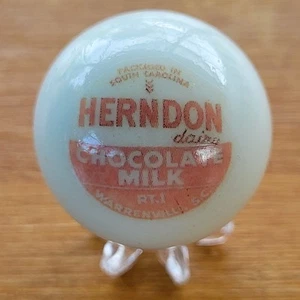 PACKAGED IN
SOUTH CAROLINA
HERNDON
dairy
CHOCOLATE
MILK
RT.1
WARRENVILLE S.C.